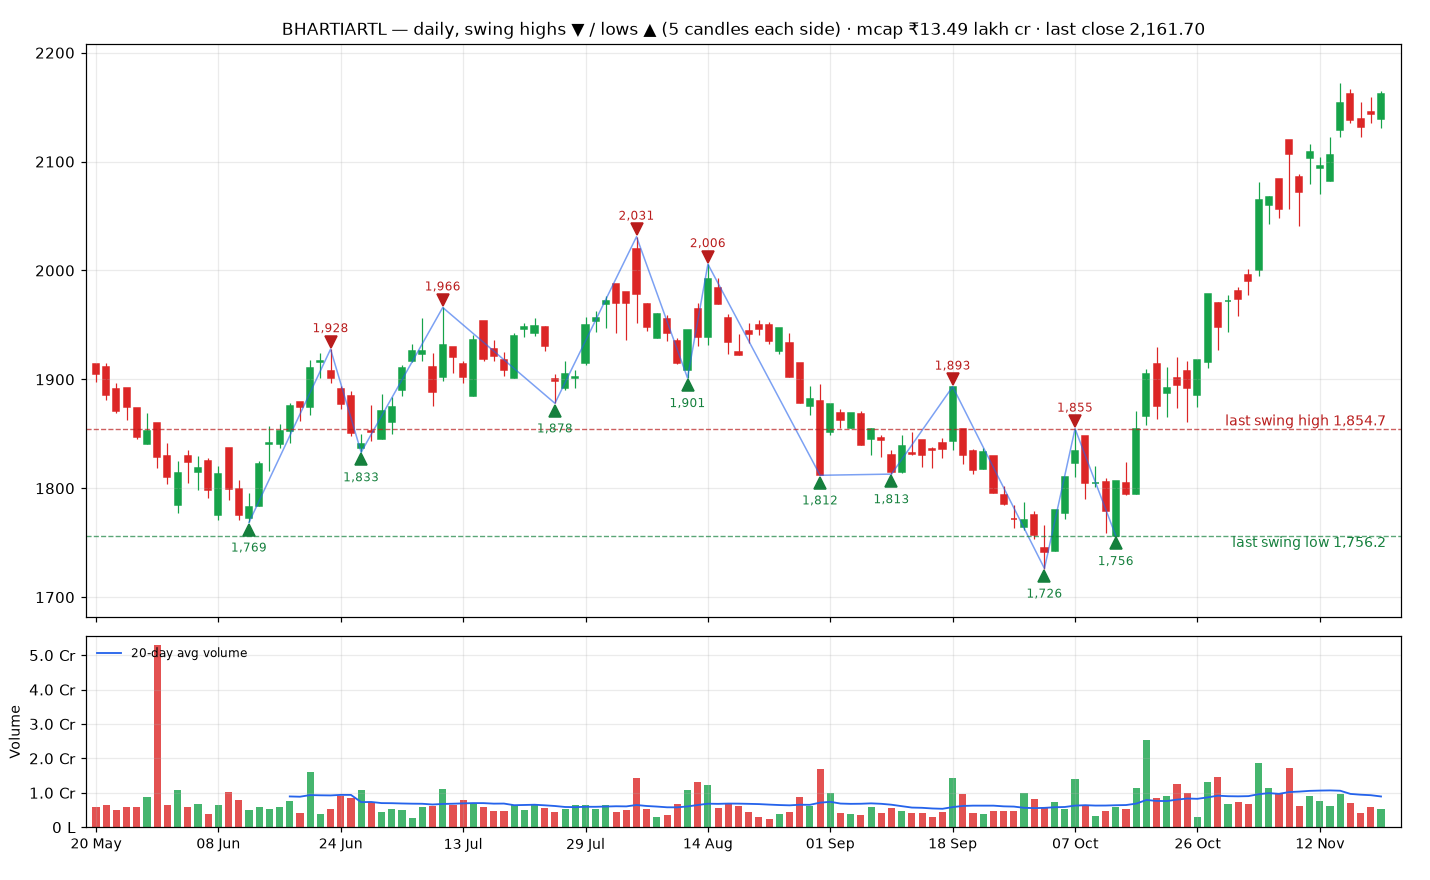 BHARTIARTL — daily, swing highs ▼ / lows ▲ (5 candles each side) · mcap ₹13.49 lakh cr · last close 2,161.70
2200
2100
2000
1900
1800
1700
2,031
2,006
1,966
1,928
1,893
1,901
1,878
1,855
last swing high 1,854.7
1,833
1,812
1,813
1,769
last swing low 1,756.2
1,756
1,726
Volume
5.0 Cr
4.0 Cr
3.0 Cr
2.0 Cr
1.0 Cr
0 L
20-day avg volume
20 May
08 Jun
24 Jun
13 Jul
29 Jul
14 Aug
01 Sep
18 Sep
07 Oct
26 Oct
12 Nov